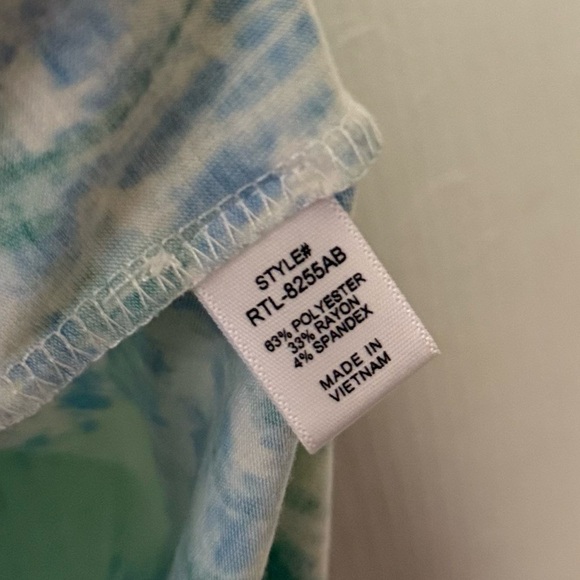 STYLE#
RTL-8255AB
63% POLYESTER
33% RAYON
4% SPANDEX
MADE IN
VIETNAM